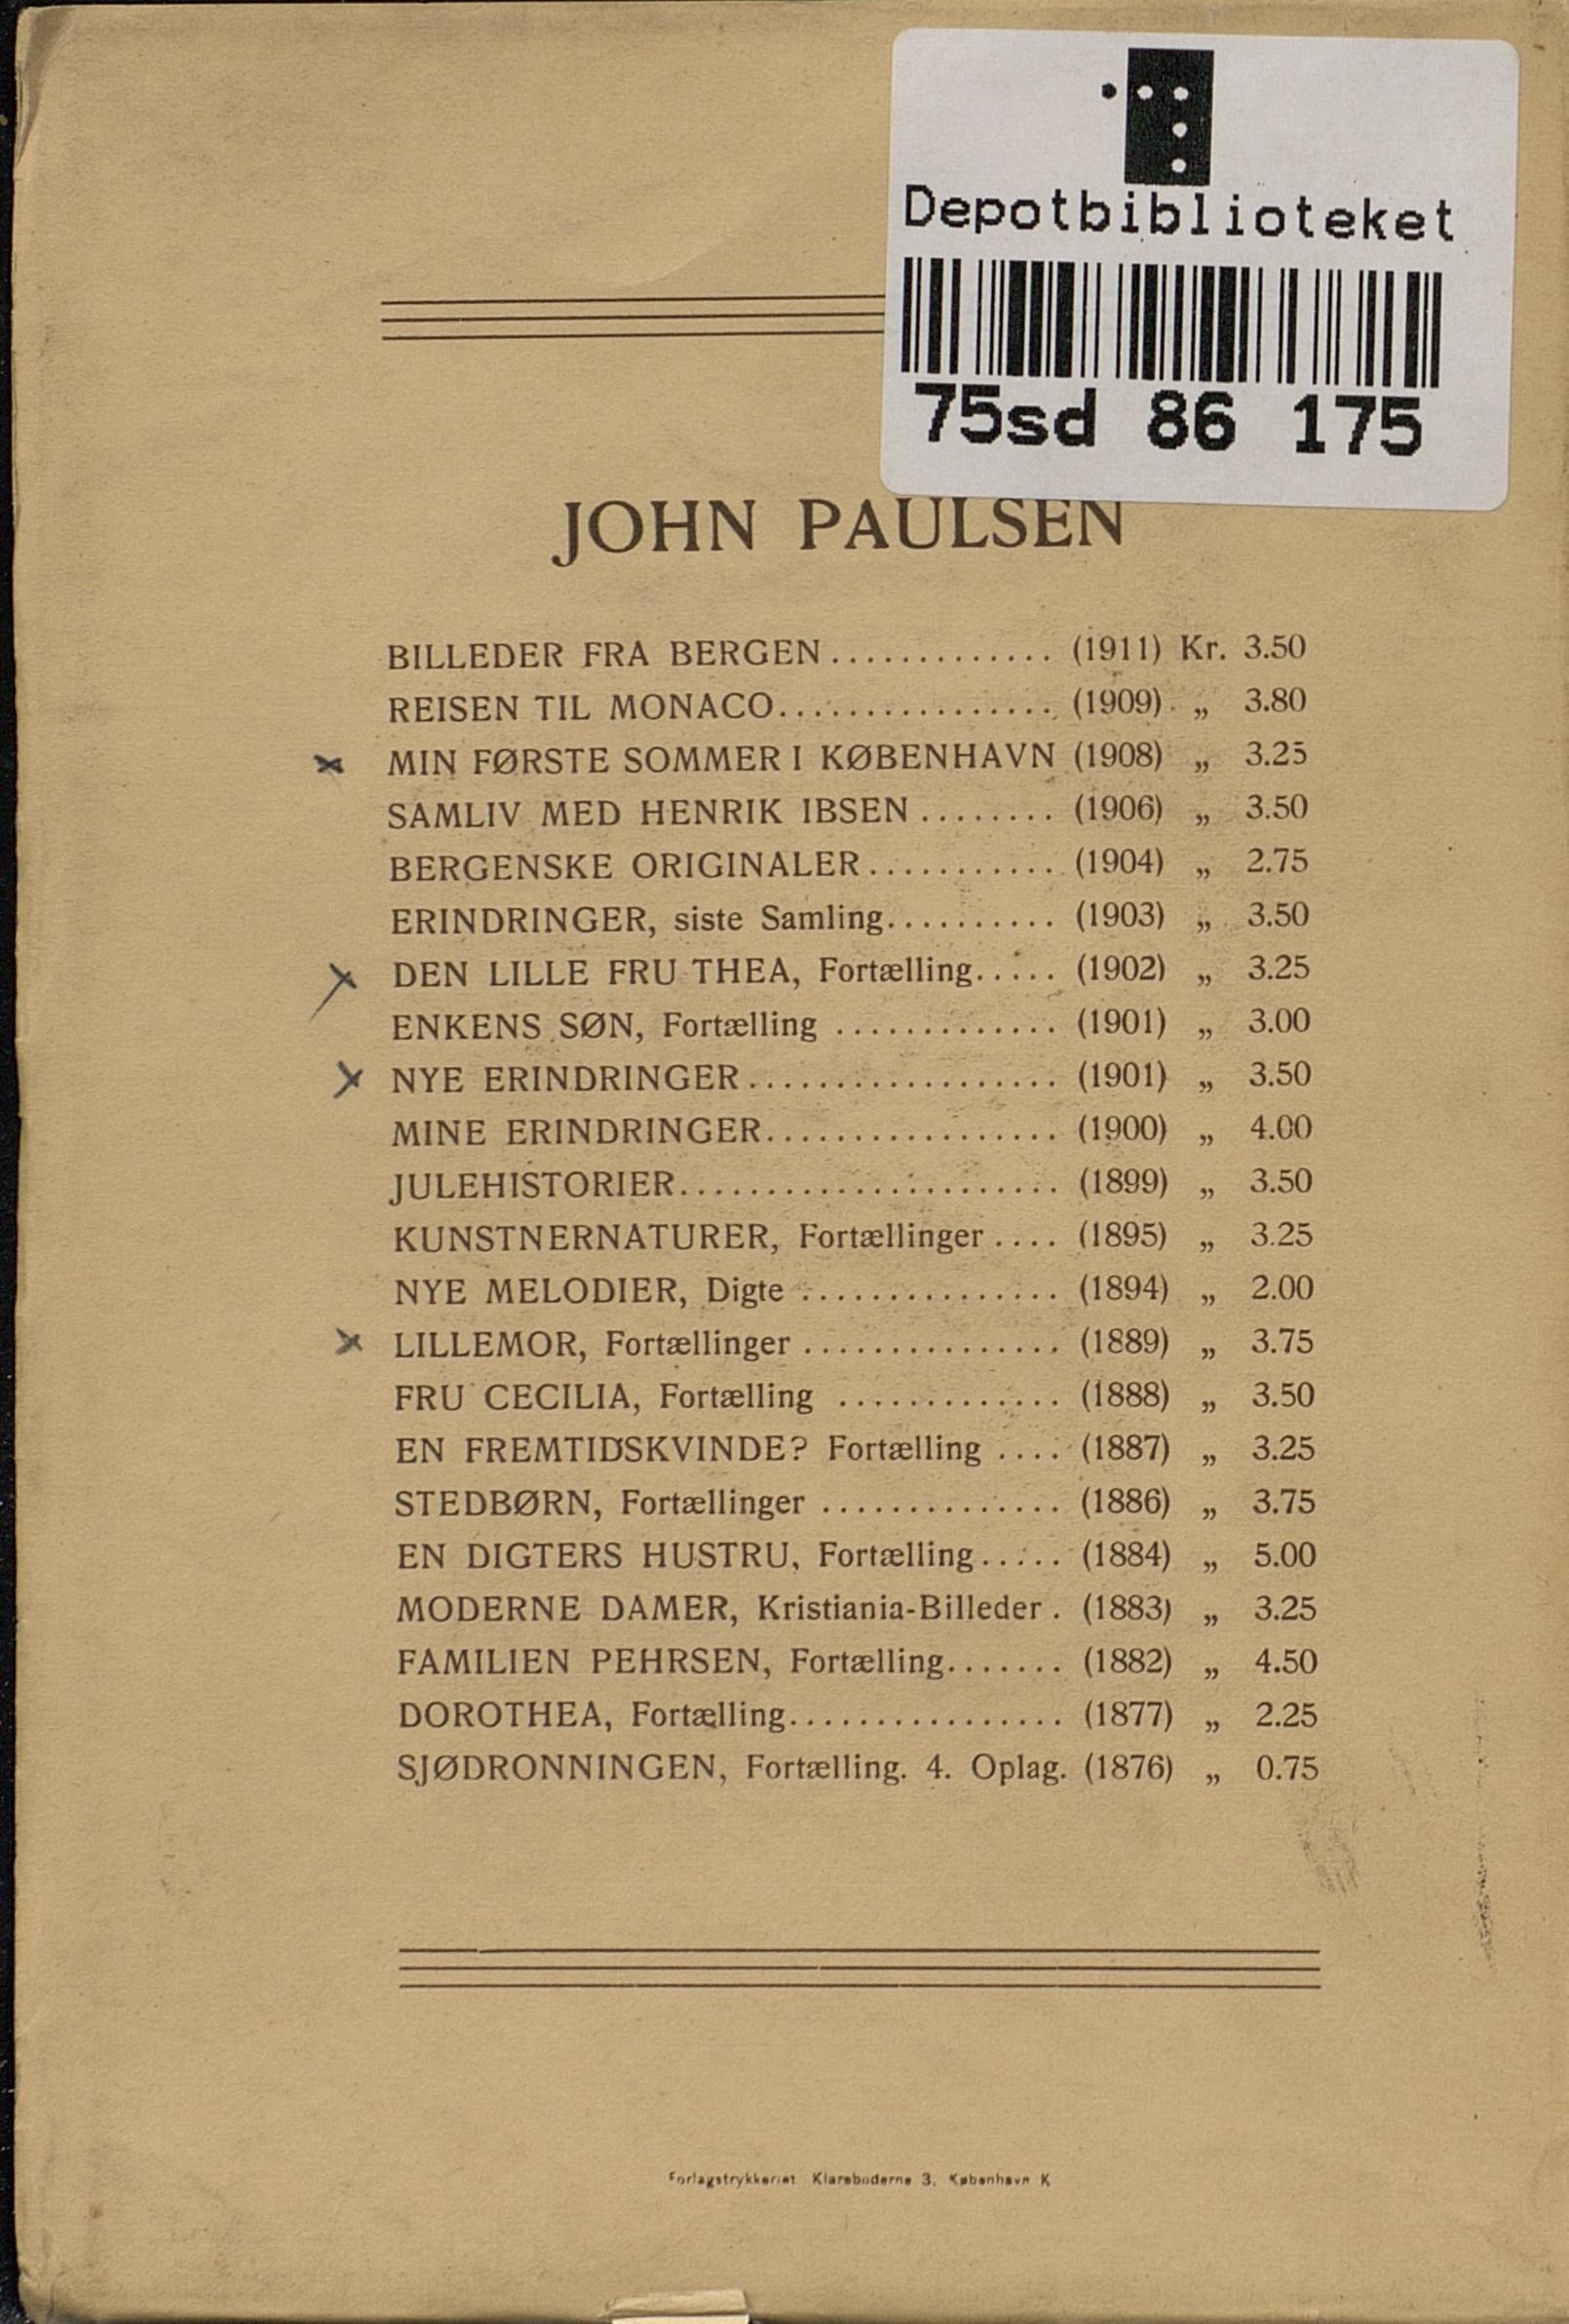 Depotbiblioteket
75sd 86 175
JOHN PAULSEN
BILLEDER FRA BERGEN............. (1911) Kr. 3.50
REISEN TIL MONACO................ (1909) „ 3.80
MIN FØRSTE SOMMER I KØBENHAVN (1908) „ 3.25
SAMLIV MED HENRIK IBSEN ........ (1906) „ 3.50
BERGENSKE ORIGINALER........... (1904) „ 2.75
ERINDRINGER, siste Samling.......... (1903) „ 3.50
DEN LILLE FRU THEA, Fortælling..... (1902) „ 3.25
ENKENS SØN, Fortælling ............. (1901) „ 3.00
NYE ERINDRINGER.................. (1901) „ 3.50
MINE ERINDRINGER................. (1900) „ 4.00
JULEHISTORIER...................... (1899) „ 3.50
KUNSTNERNATURER, Fortællinger .... (1895) „ 3.25
NYE MELODIER, Digte ............... (1894) „ 2.00
LILLEMOR, Fortællinger ............... (1889) „ 3.75
FRU CECILIA, Fortælling ............. (1888) „ 3.50
EN FREMTIDSKVINDE? Fortælling .... (1887) „ 3.25
STEDBØRN, Fortællinger .............. (1886) „ 3.75
EN DIGTERS HUSTRU, Fortælling..... (1884) „ 5.00
MODERNE DAMER, Kristiania-Billeder . (1883) „ 3.25
FAMILIEN PEHRSEN, Fortælling....... (1882) „ 4.50
DOROTHEA, Fortælling................ (1877) „ 2.25
SJØDRONNINGEN, Fortælling. 4. Oplag. (1876) „ 0.75
Forlagstrykkeriet Klareboderne 3, København K